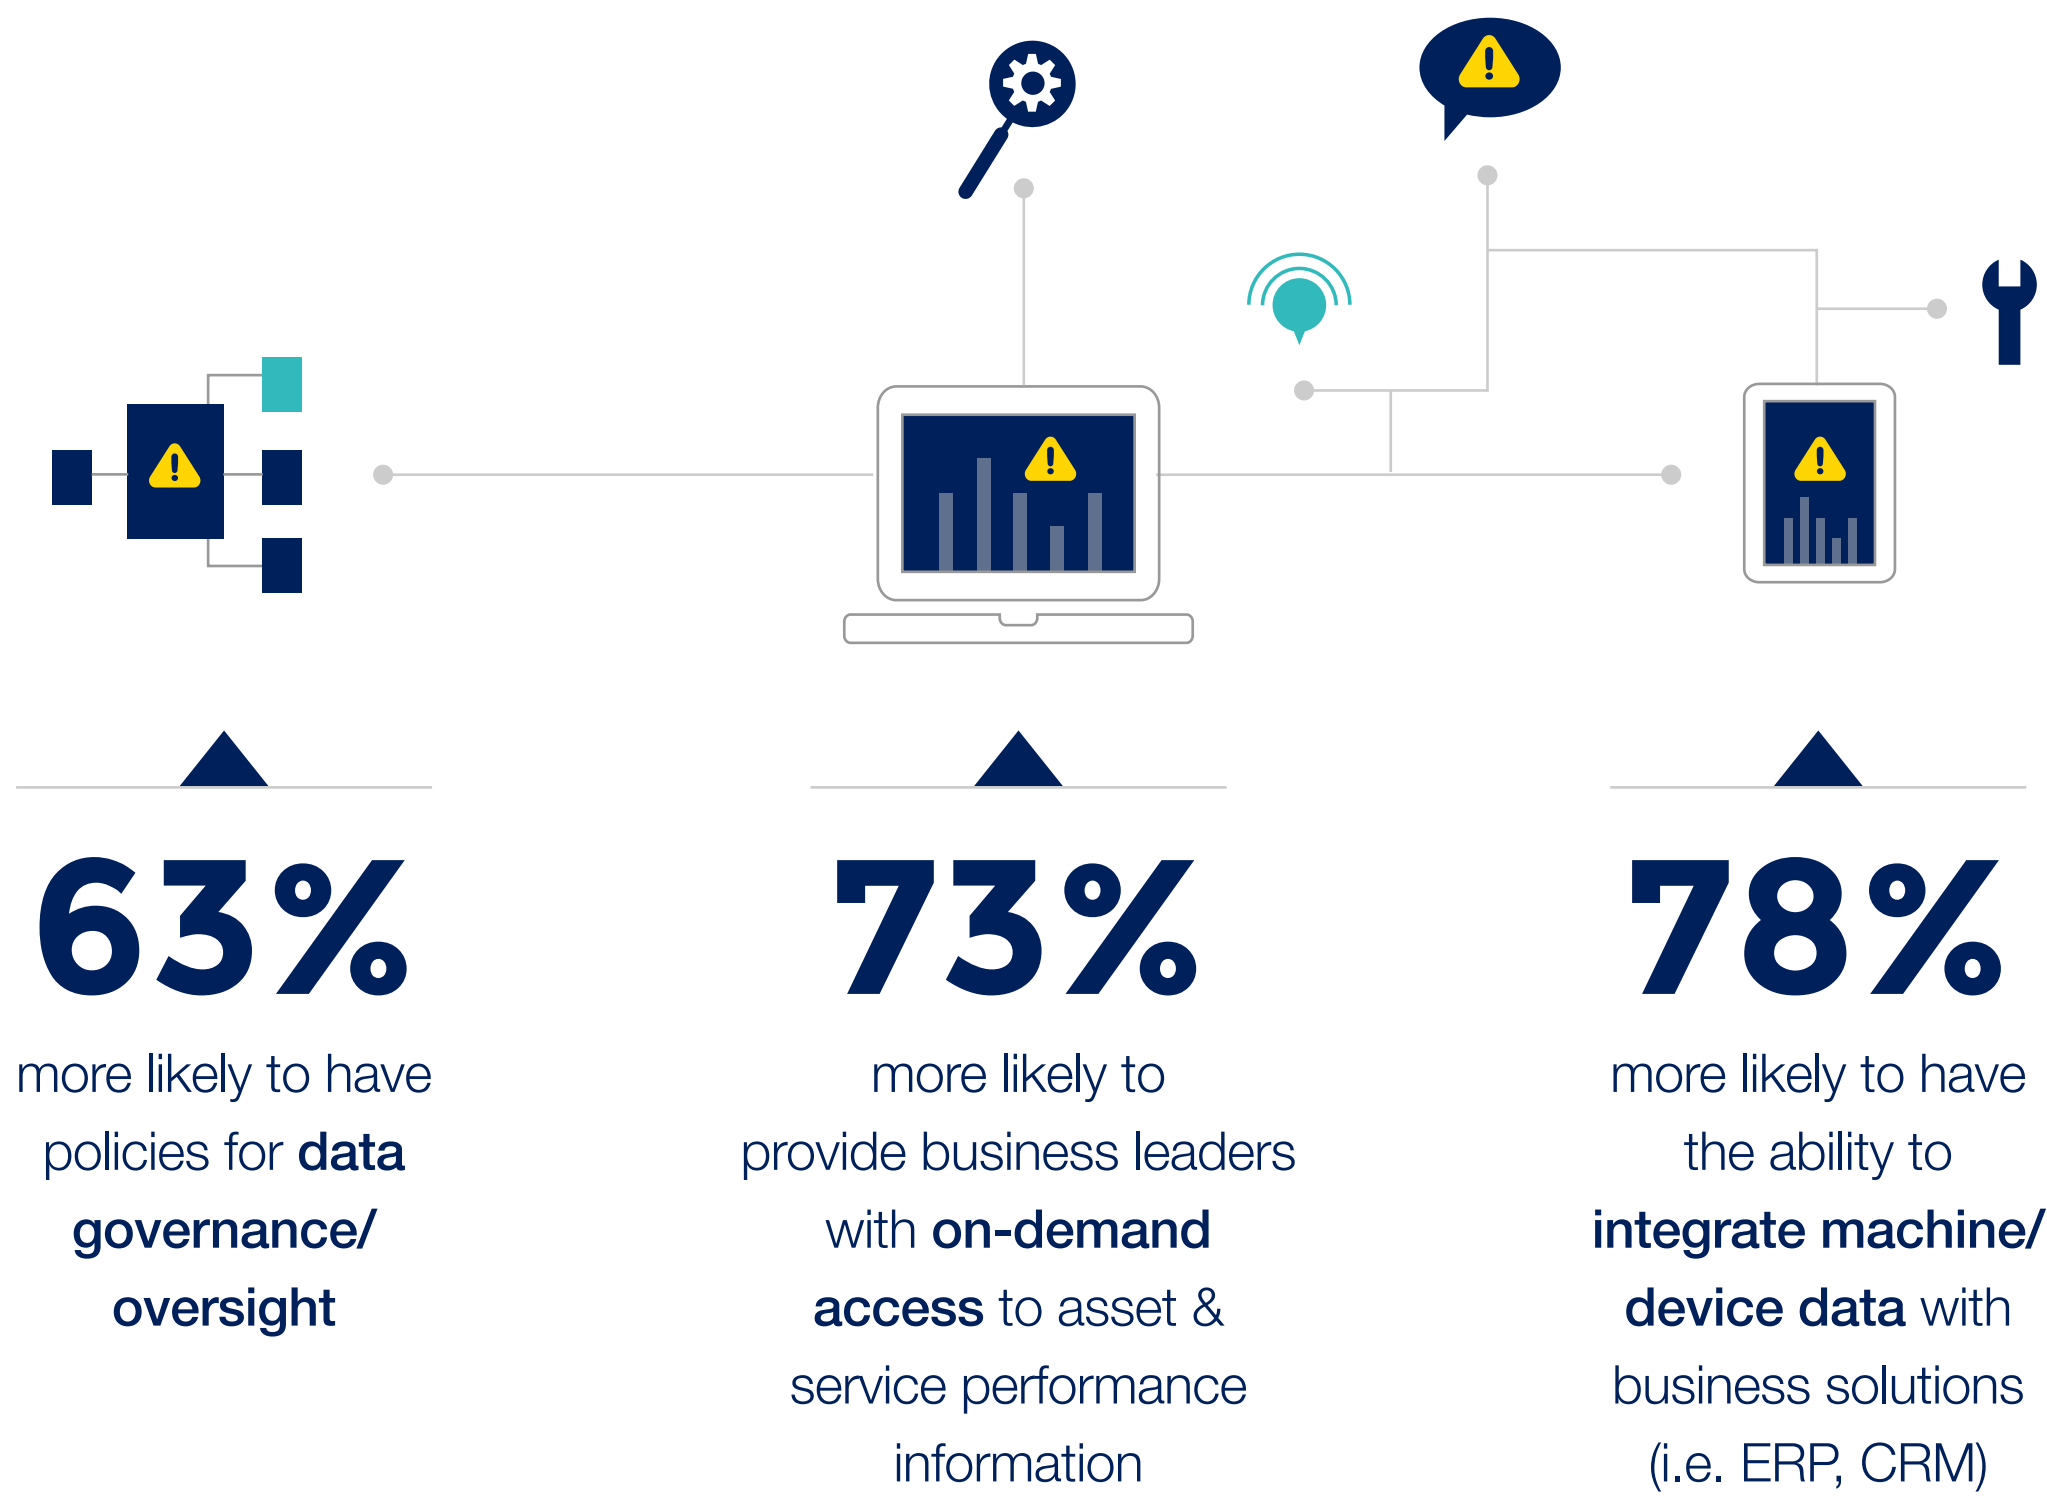 63%
more likely to have
policies for data
governance/
oversight
73%
more likely to
provide business leaders
with on-demand
access to asset &
service performance
information
78%
more likely to have
the ability to
integrate machine/
device data with
business solutions
(i.e. ERP, CRM)